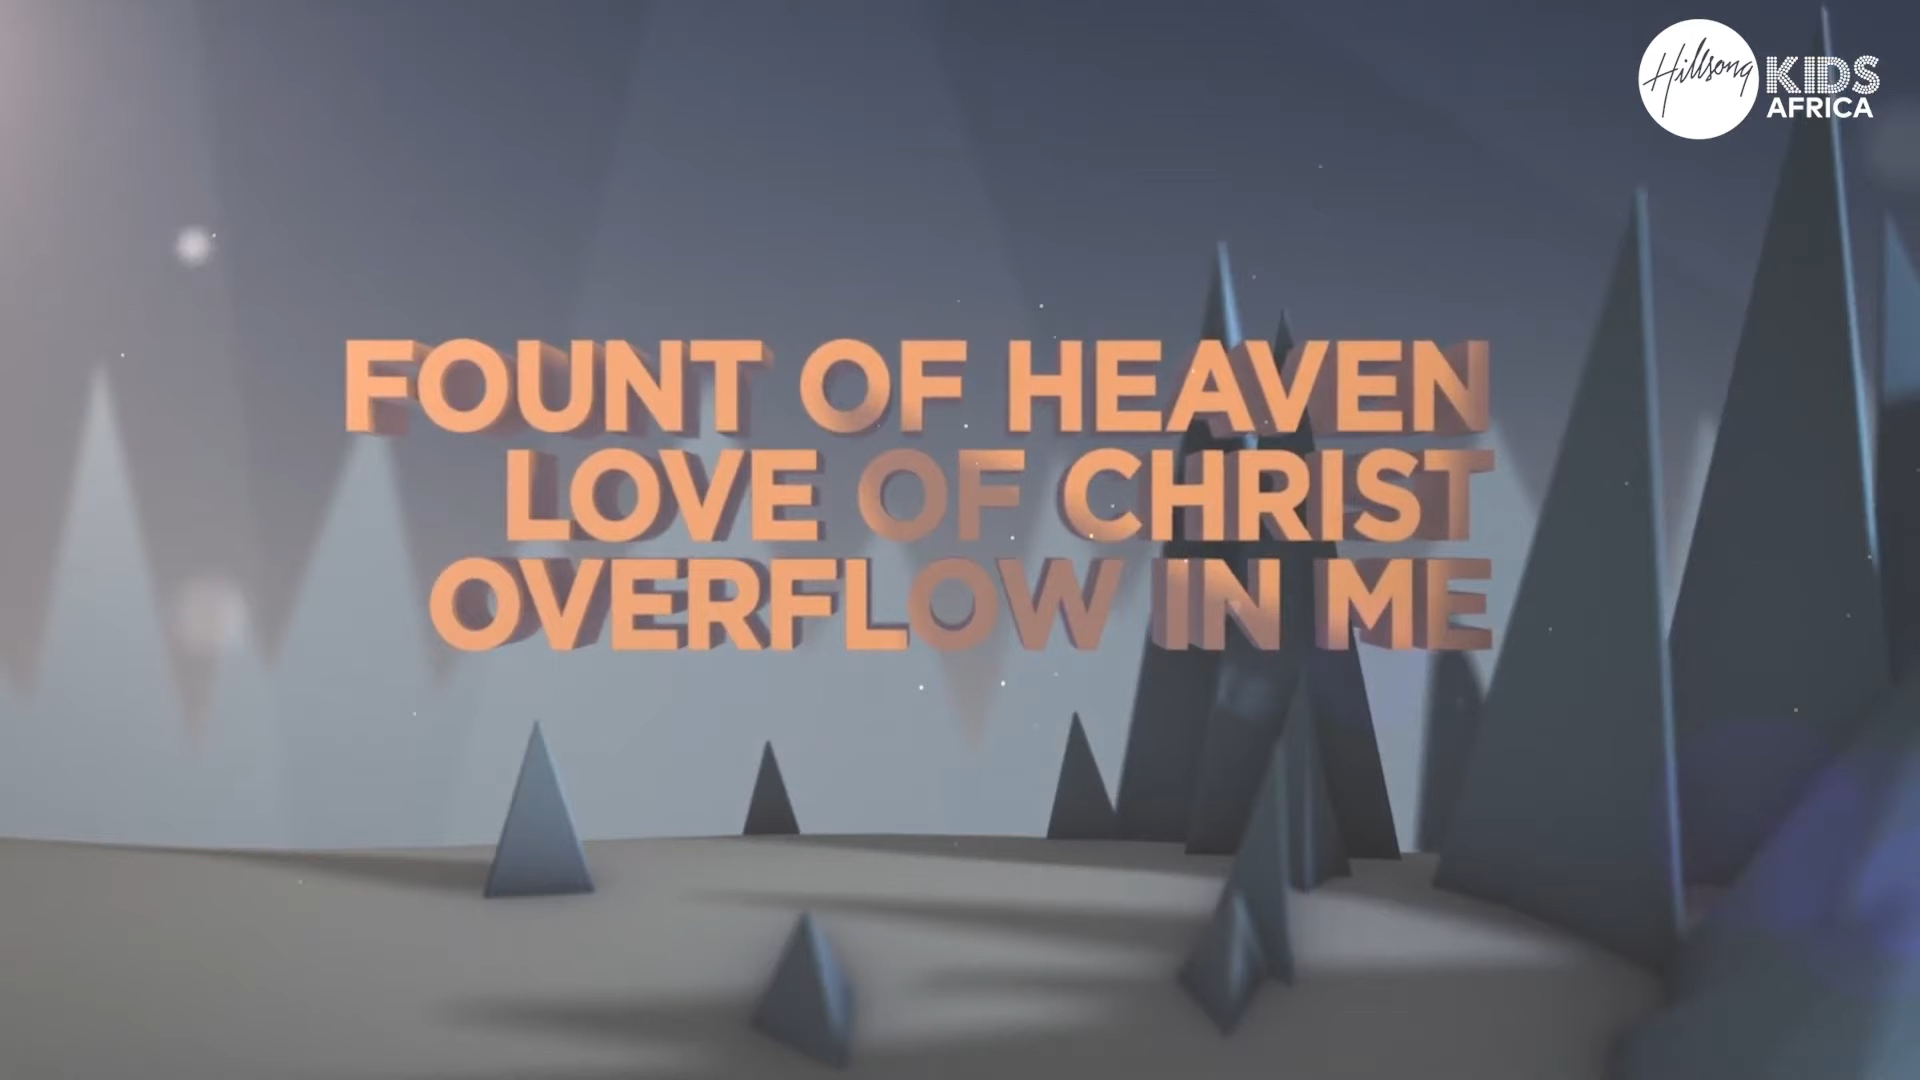 Hillsong KIDS
AFRICA
FOUNT OF HEAVEN
LOVE OF CHRIST
OVERFLOW IN ME